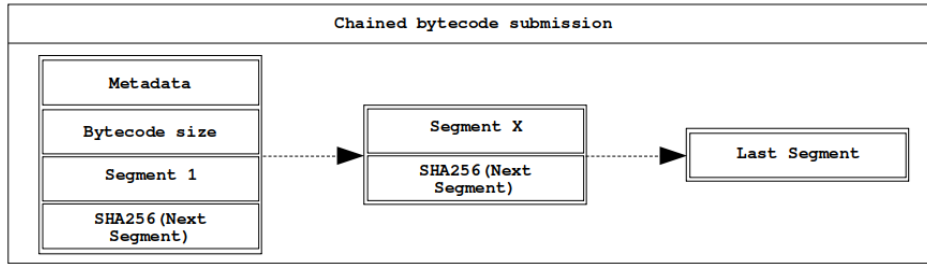 Chained bytecode submission
Metadata
Bytecode size
Segment 1
SHA256(Next
Segment)
Segment X
SHA256(Next
Segment)
Last Segment